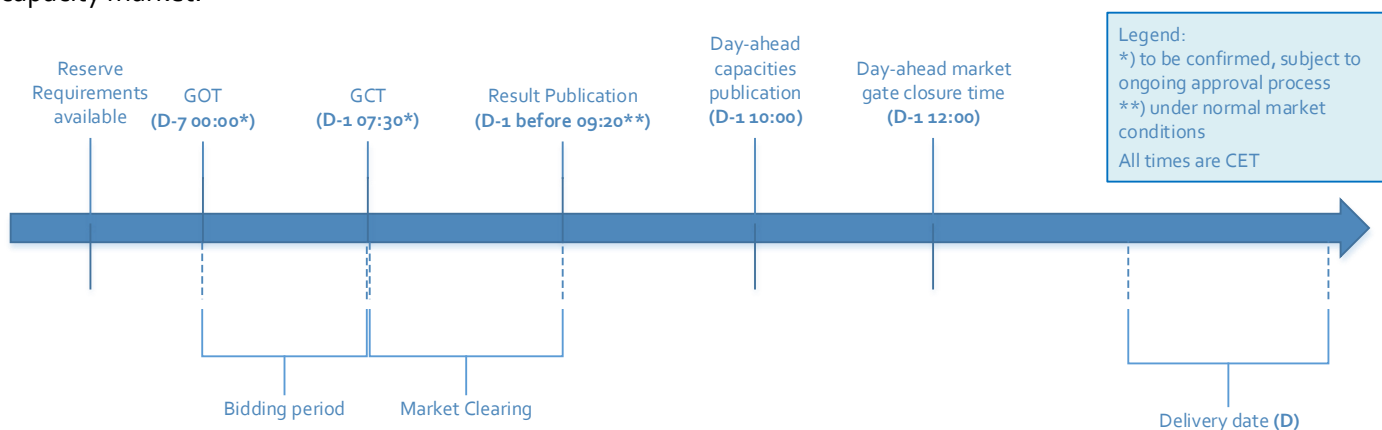 capacity market.
Reserve
Requirements
available
GOT
(D-7 00:00*)
GCT
(D-1 07:30*)
Result Publication
(D-1 before 09:20**)
Day-ahead
capacities
publication
(D-1 10:00)
Day-ahead market
gate closure time
(D-1 12:00)
Legend:
*) to be confirmed, subject to
ongoing approval process
**) under normal market
conditions
All times are CET
Bidding period
Market Clearing
Delivery date (D)